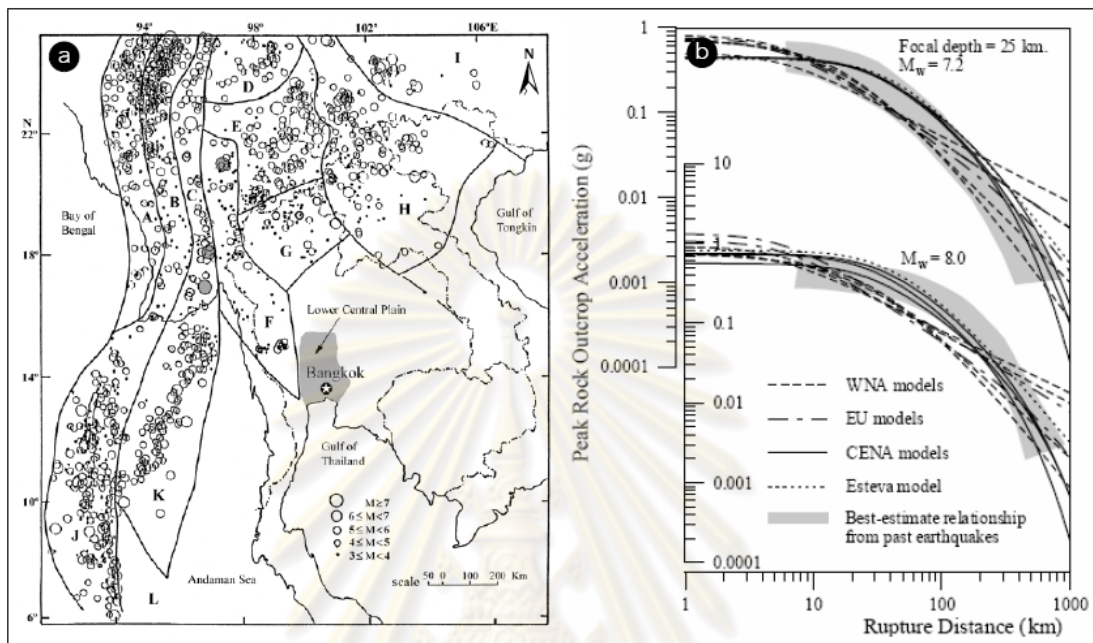 a
94°
98°
102°
106°E
N
22°
18°
14°
10°
6°
N
A
B
C
D
E
F
G
H
I
J
K
L
Bay of
Bengal
Gulf of
Tongkin
Lower Central Plain
Bangkok
Gulf of
Thailand
Andaman Sea
M≥7
6≤M<7
5≤M<6
4≤M<5
3≤M<4
scale 50 0 100 200 Km
b
Peak Rock Outcrop Acceleration (g)
1
0.1
0.01
0.001
0.0001
10
1
0.1
0.01
0.001
0.0001
Focal depth = 25 km.
Mw = 7.2
Mw = 8.0
WNA models
EU models
CENA models
Esteva model
Best-estimate relationship
from past earthquakes
1 10 100 1000
Rupture Distance (km)